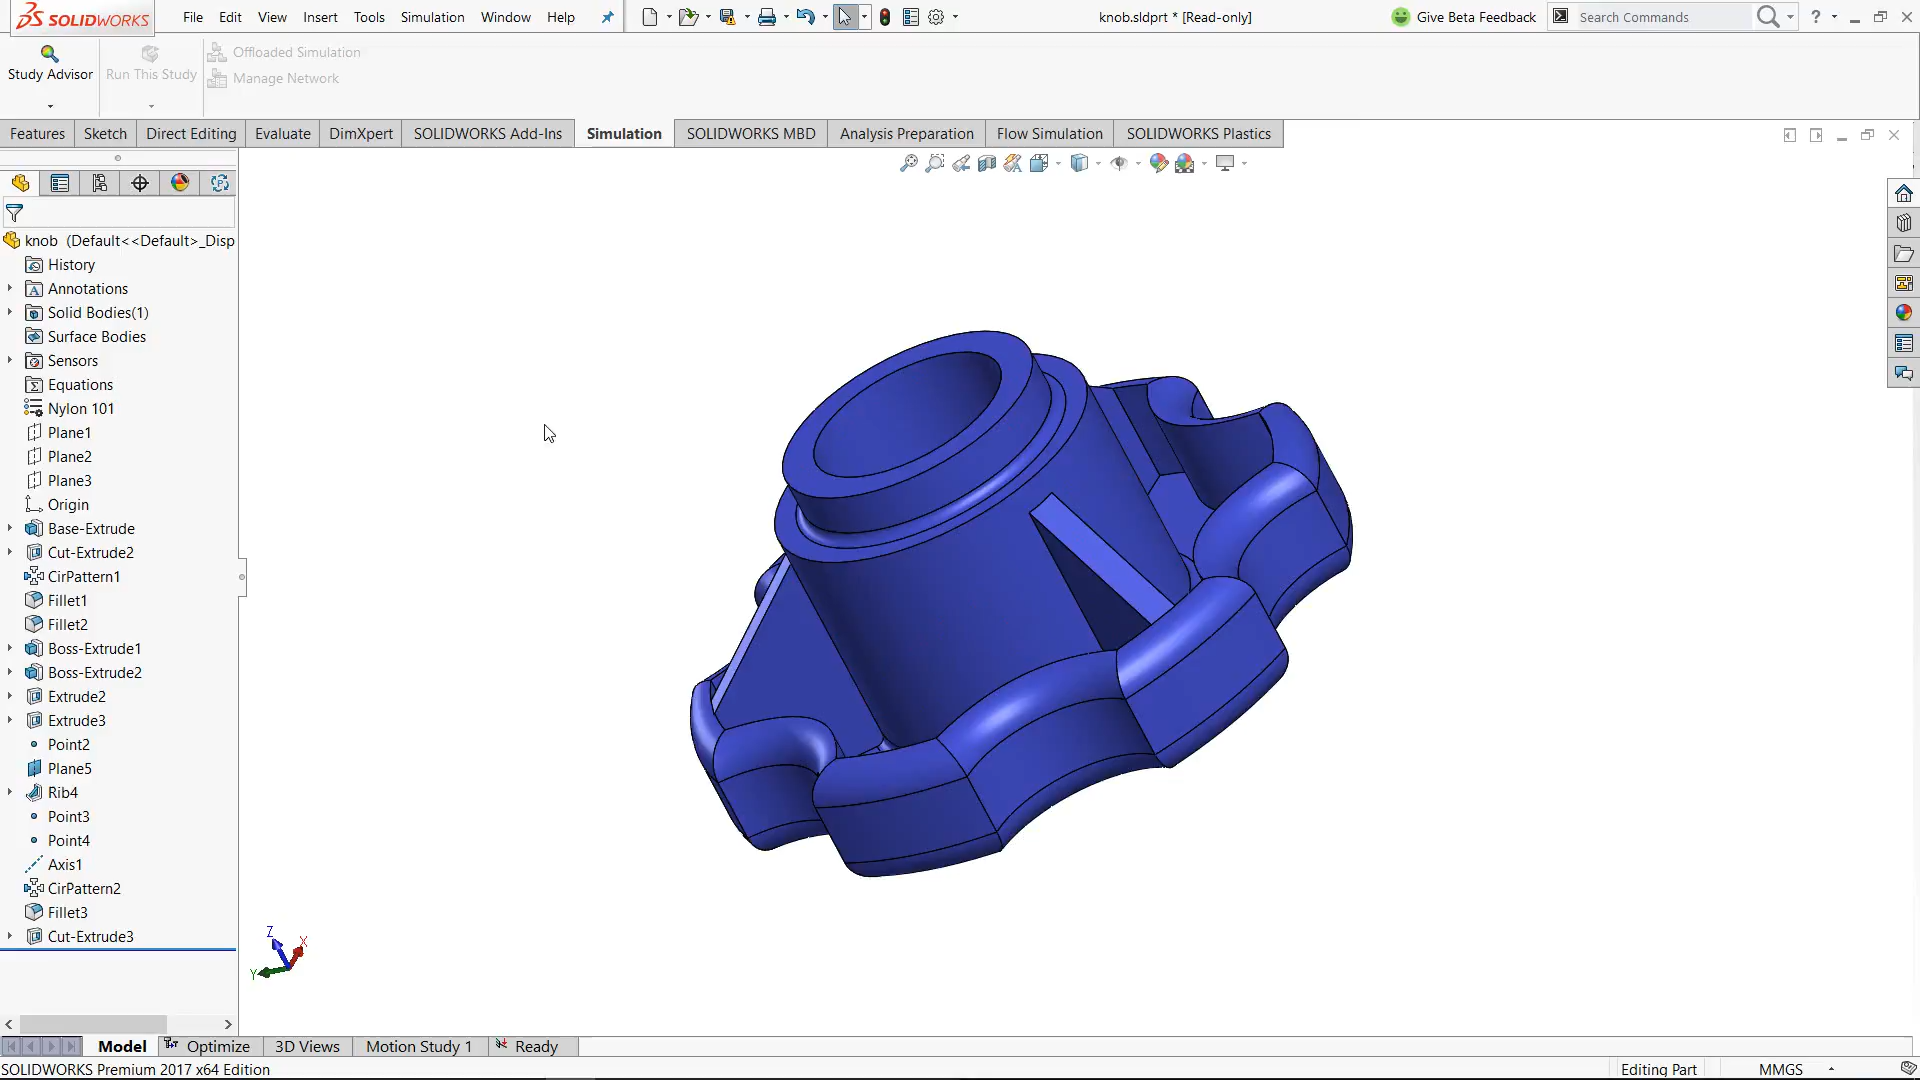 SOLIDWORKS
File Edit View Insert Tools Simulation Window Help
knob.sldprt * [Read-only]
Give Beta Feedback
Search Commands
?
Study Advisor
Run This Study
Offloaded Simulation
Manage Network
Features Sketch Direct Editing Evaluate DimXpert SOLIDWORKS Add-Ins Simulation SOLIDWORKS MBD Analysis Preparation Flow Simulation SOLIDWORKS Plastics
knob (Default<<Default>_Disp
History
Annotations
Solid Bodies(1)
Surface Bodies
Sensors
Equations
Nylon 101
Plane1
Plane2
Plane3
Origin
Base-Extrude
Cut-Extrude2
CirPattern1
Fillet1
Fillet2
Boss-Extrude1
Boss-Extrude2
Extrude2
Extrude3
Point2
Plane5
Rib4
Point3
Point4
Axis1
CirPattern2
Fillet3
Cut-Extrude3
Z
X
Y
Model Optimize 3D Views Motion Study 1 Ready
SOLIDWORKS Premium 2017 x64 Edition
Editing Part
MMGS